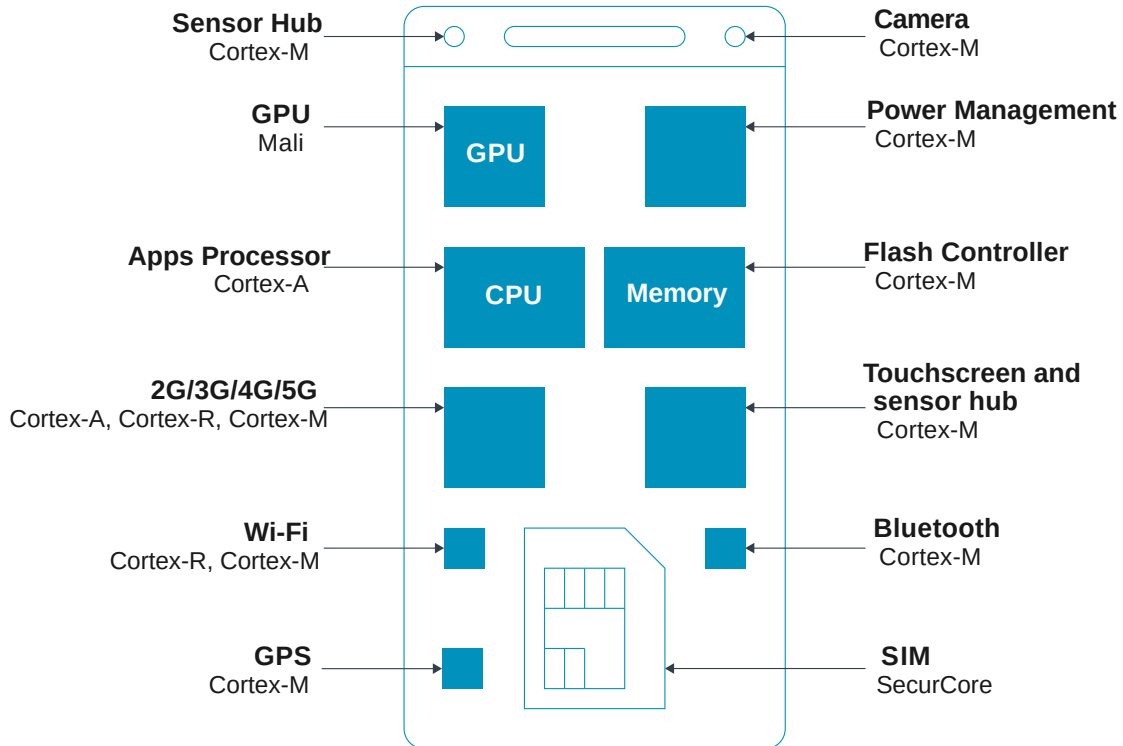 Sensor Hub
Cortex-M
Camera
Cortex-M
GPU
Mali
GPU
Power Management
Cortex-M
Apps Processor
Cortex-A
CPU
Memory
Flash Controller
Cortex-M
2G/3G/4G/5G
Cortex-A, Cortex-R, Cortex-M
Touchscreen and
sensor hub
Cortex-M
Wi-Fi
Cortex-R, Cortex-M
Bluetooth
Cortex-M
GPS
Cortex-M
SIM
SecurCore